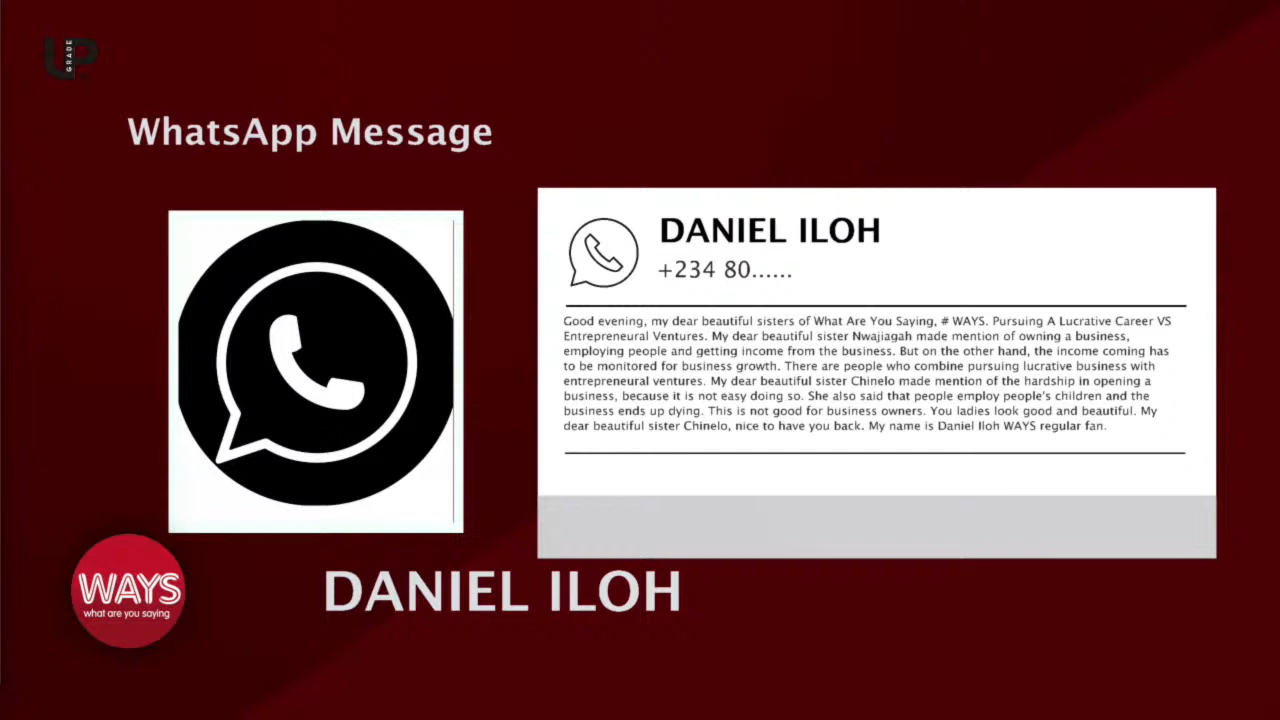 UP
GRADE
WhatsApp Message
DANIEL ILOH
+234 80......
Good evening, my dear beautiful sisters of What Are You Saying, # WAYS. Pursuing A Lucrative Career VS
Entrepreneurial Ventures. My dear beautiful sister Nwajiagah made mention of owning a business,
employing people and getting income from the business. But on the other hand, the income coming has
to be monitored for business growth. There are people who combine pursuing lucrative business with
entrepreneurial ventures. My dear beautiful sister Chinelo made mention of the hardship in opening a
business, because it is not easy doing so. She also said that people employ people's children and the
business ends up dying. This is not good for business owners. You ladies look good and beautiful. My
dear beautiful sister Chinelo, nice to have you back. My name is Daniel Iloh WAYS regular fan.
WAYS
what are you saying
DANIEL ILOH